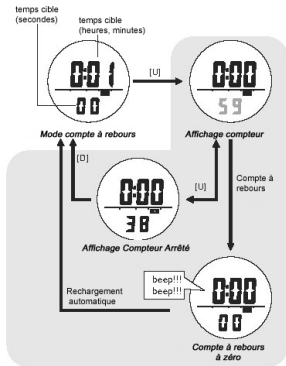 temps cible
(secondes)
temps cible
(heures, minutes)
0:01
00
[U]
0:00
59
Mode compte à rebours
Affichage compteur
[D]
0:00
38
[U]
Compte à
rebours
Affichage Compteur Arrêté
beep!!!
beep!!!
0:00
00
Rechargement
automatique
Compte à rebours
à zéro